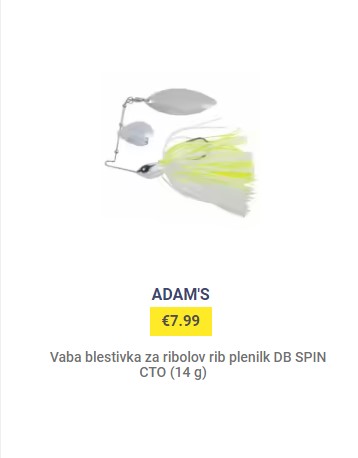 ADAM'S
€7.99
Vaba blestivka za ribolov rib plenilk DB SPIN
CTO (14 g)